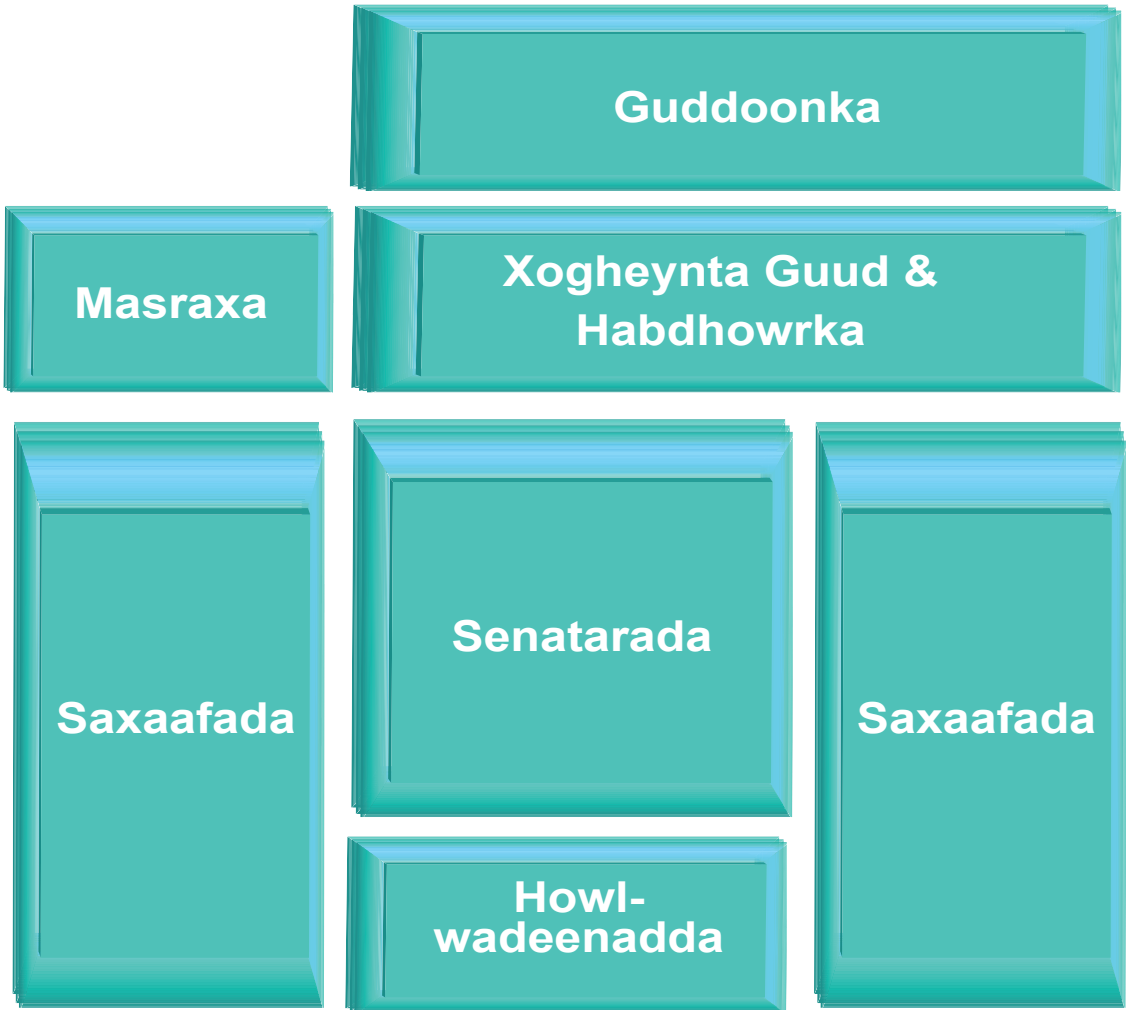 Guddoonka
Masraxa
Xogheynta Guud &
Habdhowrka
Saxaafada
Senatarada
Saxaafada
Howl-
wadeenadda